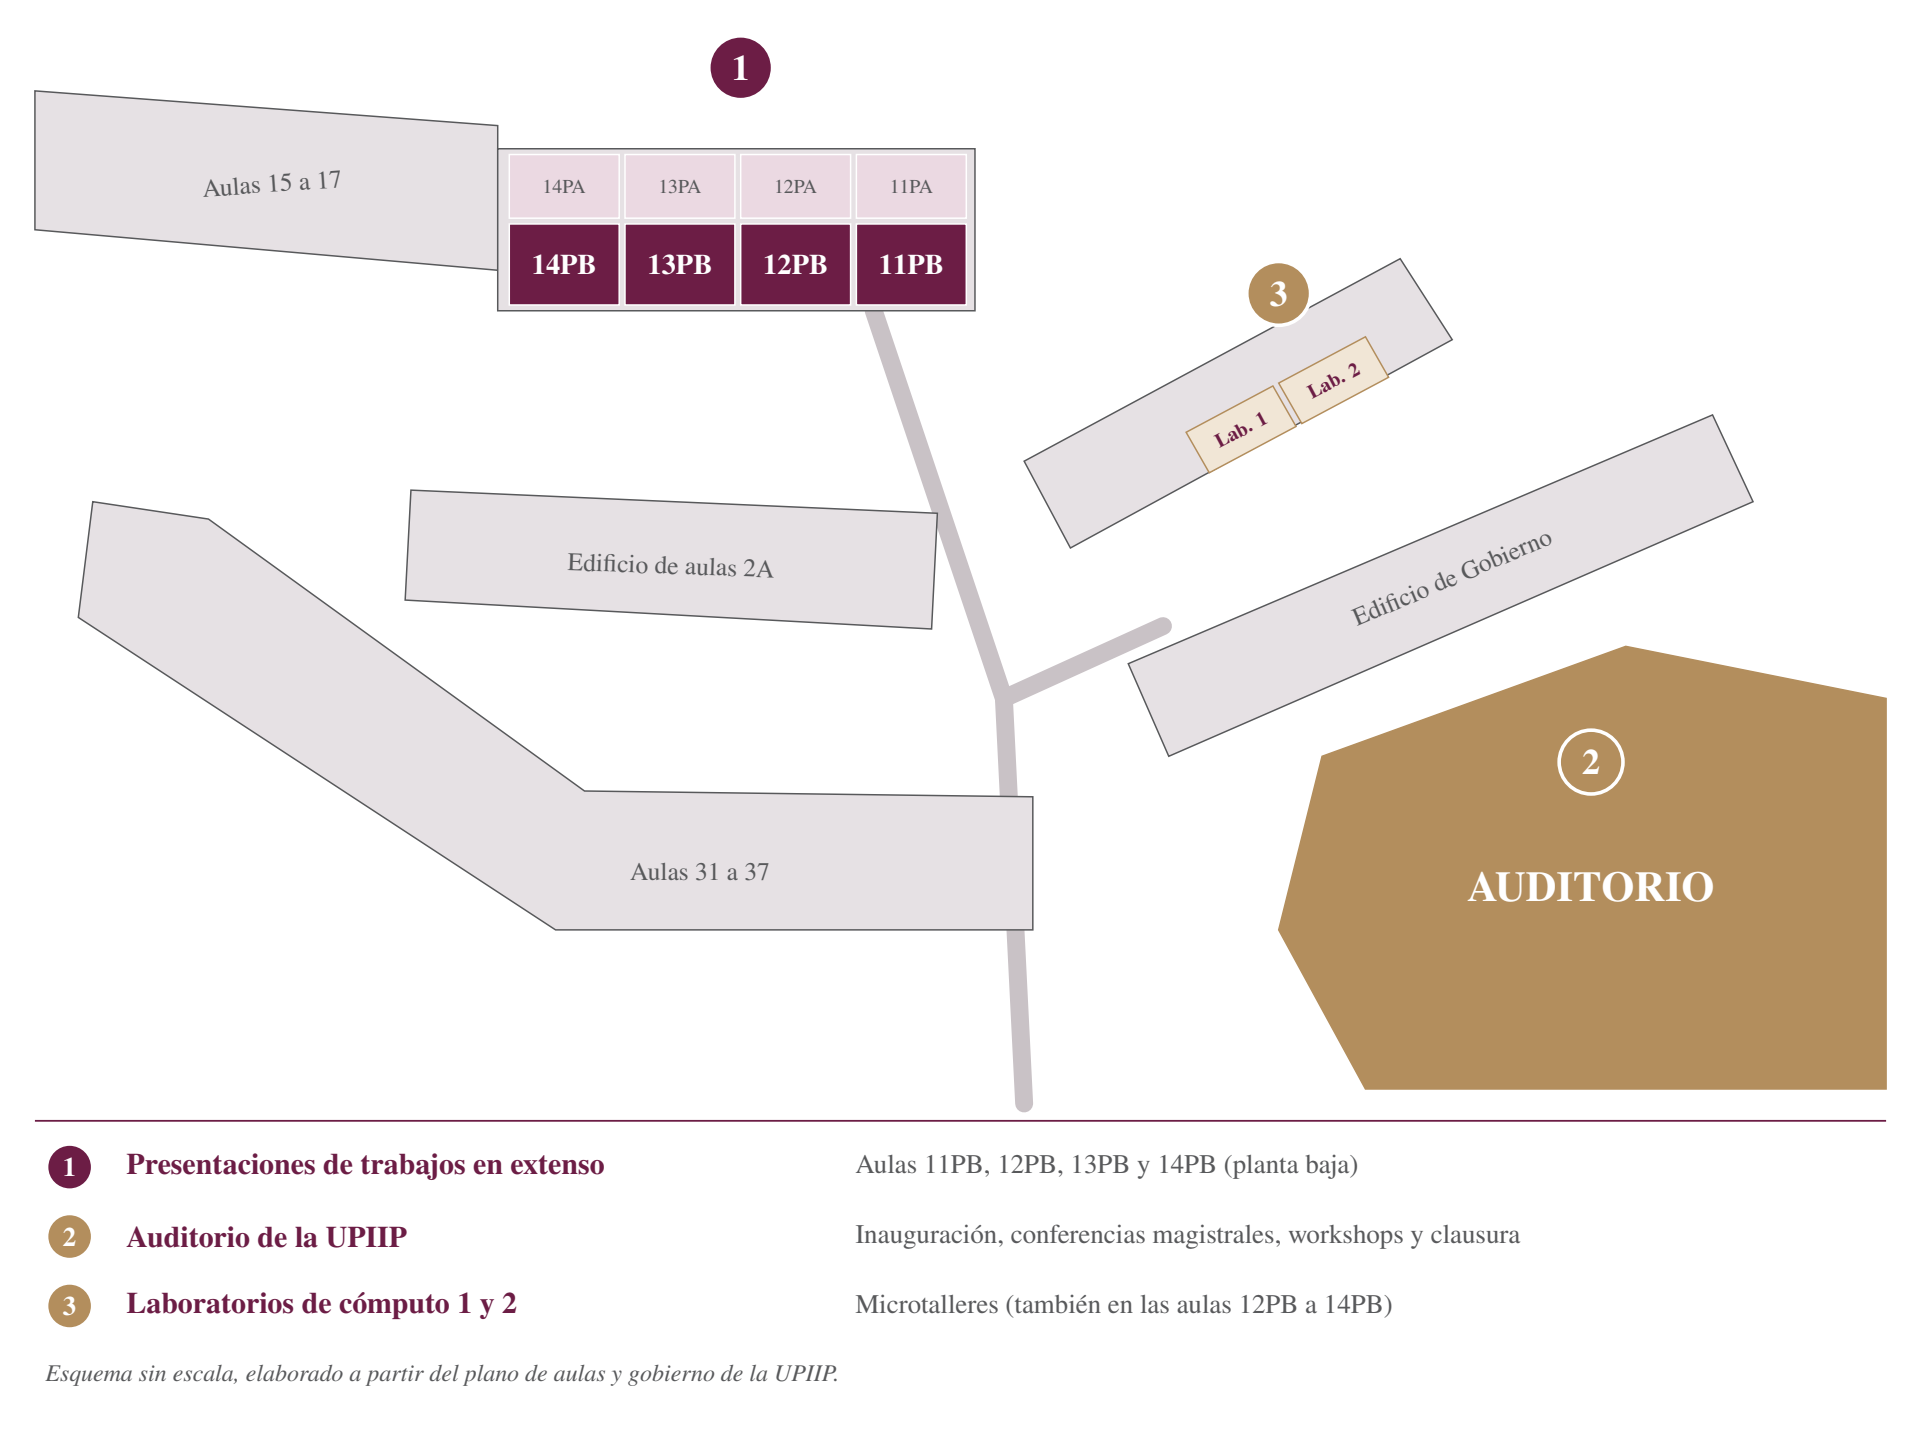 1
Aulas 15 a 17
14PA 13PA 12PA 11PA
14PB 13PB 12PB 11PB
3
Lab. 1 Lab. 2
Edificio de aulas 2A
Edificio de Gobierno
2
AUDITORIO
Aulas 31 a 37
1 Presentaciones de trabajos en extenso Aulas 11PB, 12PB, 13PB y 14PB (planta baja)
2 Auditorio de la UPIIP Inauguración, conferencias magistrales, workshops y clausura
3 Laboratorios de cómputo 1 y 2 Microtalleres (también en las aulas 12PB a 14PB)
Esquema sin escala, elaborado a partir del plano de aulas y gobierno de la UPIIP.